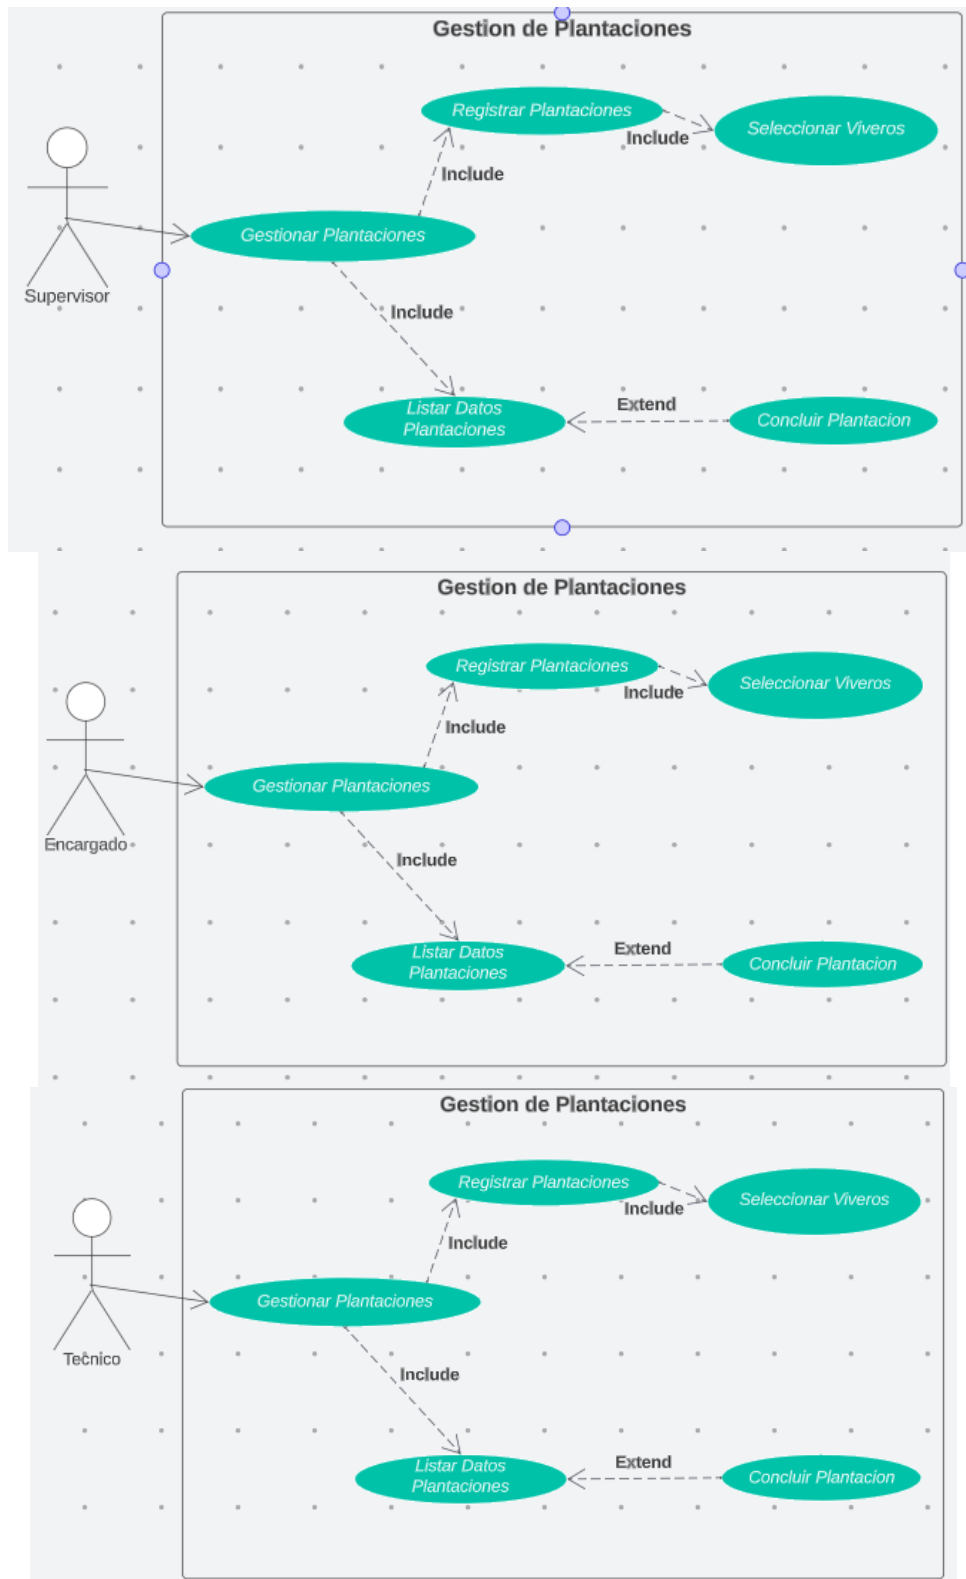 Gestion de Plantaciones
Registrar Plantaciones
Seleccionar Viveros
Include
Include
Gestionar Plantaciones
Supervisor
Include
Listar Datos
Plantaciones
Extend
Concluir Plantacion
Gestion de Plantaciones
Registrar Plantaciones
Seleccionar Viveros
Include
Include
Gestionar Plantaciones
Encargado
Include
Listar Datos
Plantaciones
Extend
Concluir Plantacion
Gestion de Plantaciones
Registrar Plantaciones
Seleccionar Viveros
Include
Include
Gestionar Plantaciones
Tecnico
Include
Listar Datos
Plantaciones
Extend
Concluir Plantacion